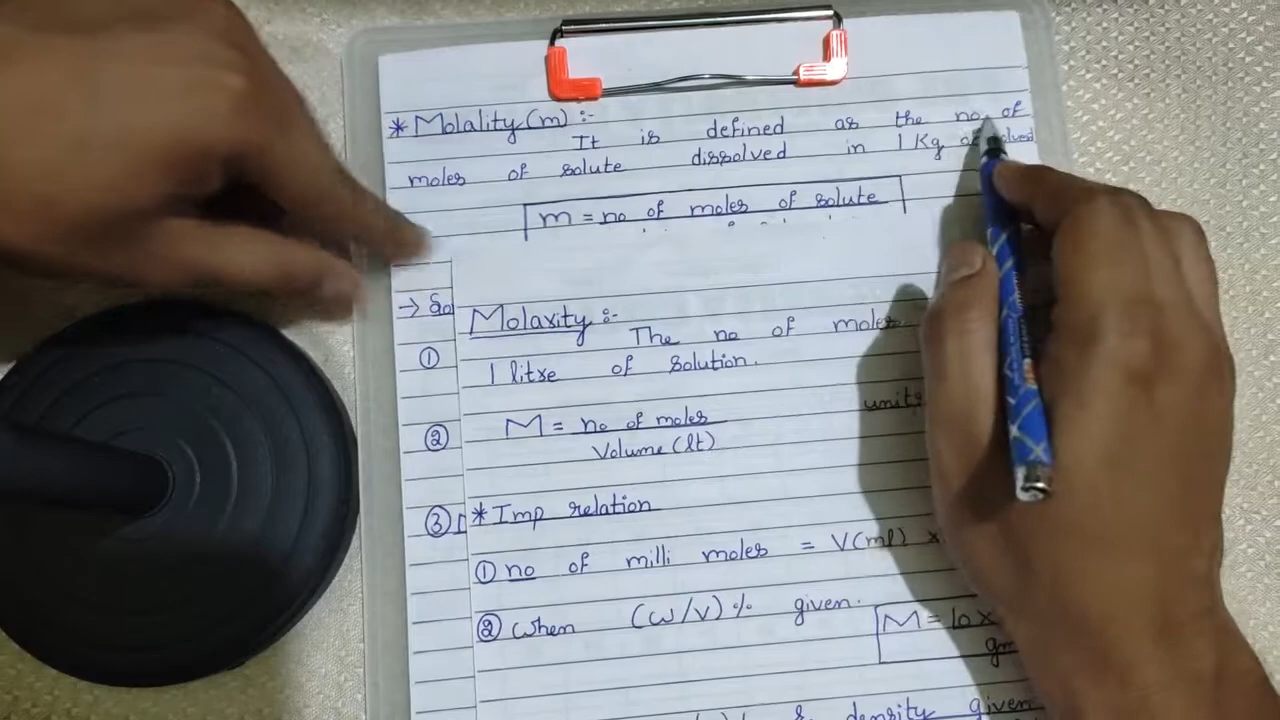 * Molality (m) :-
It is defined as the no. of
moles of solute dissolved in 1 Kg
m = no of moles of solute
→
Molarity :- The no of
1 litre of solution.
①
M = no of moles
Volume (lt)
units
②
③ * Imp relation
① no of milli moles = V(ml) ×
② When (w/v)% given. M = 10 ×
& density given